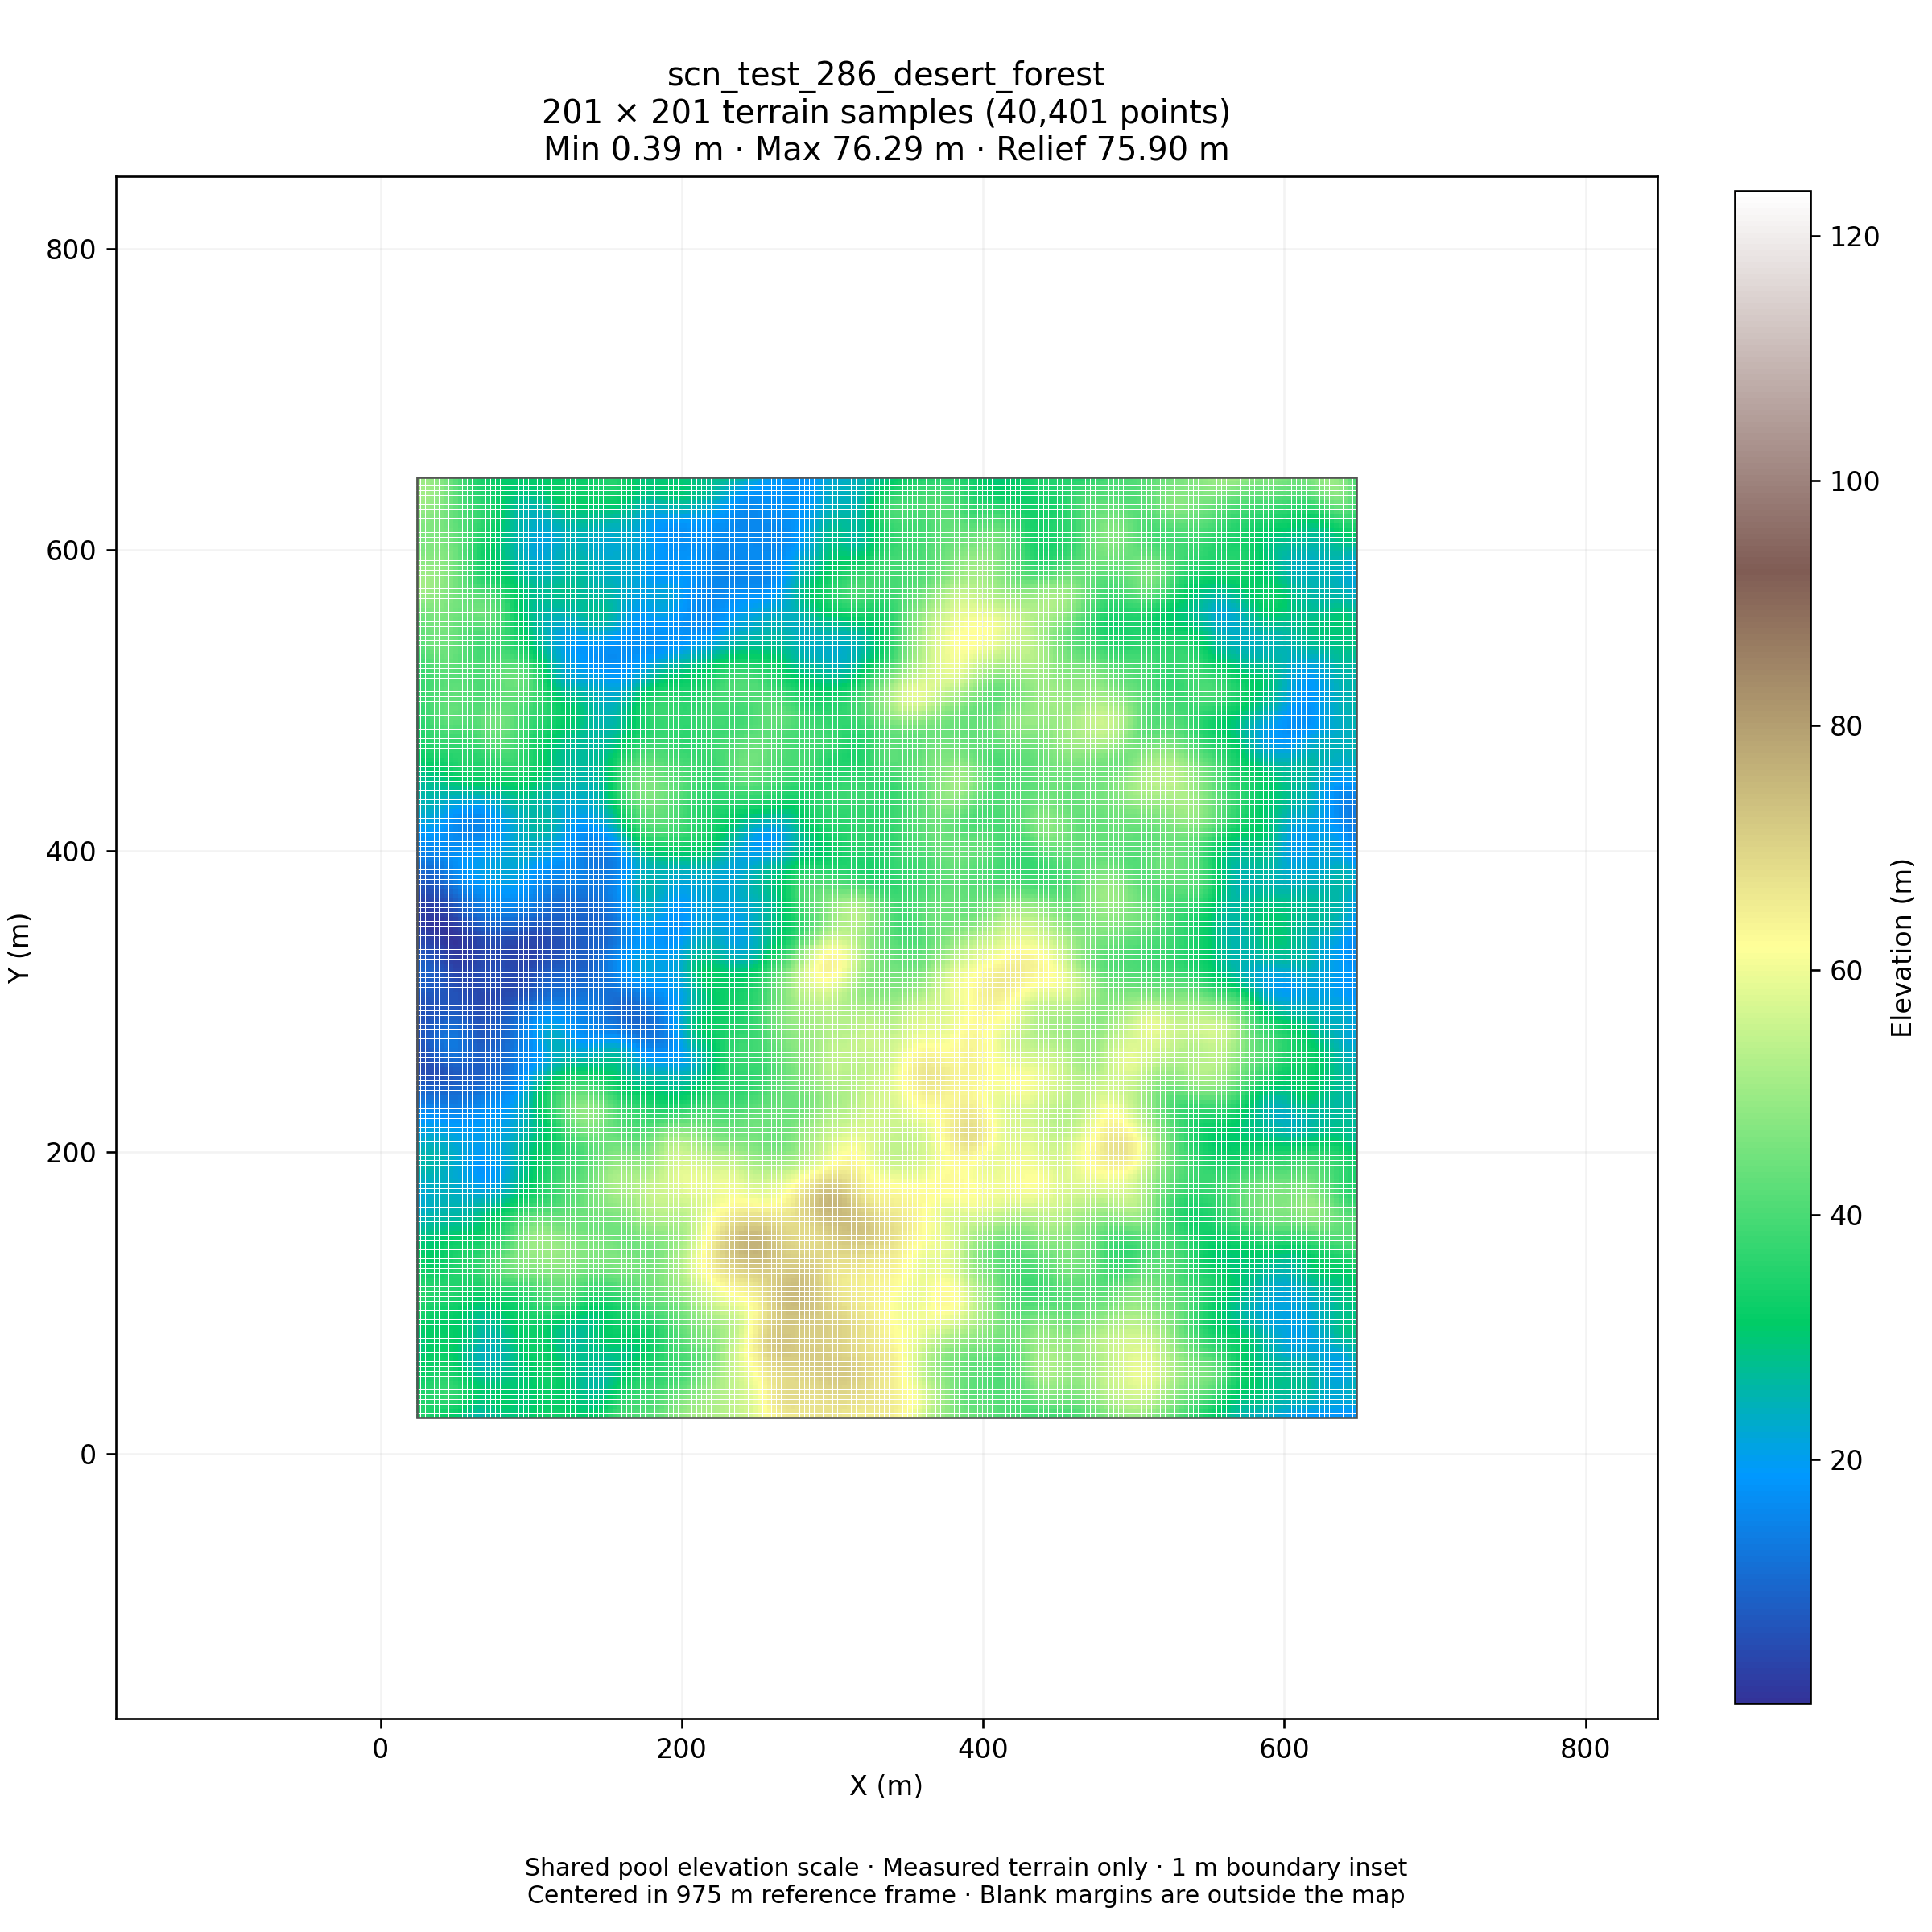 scn_test_286_desert_forest
201 × 201 terrain samples (40,401 points)
Min 0.39 m · Max 76.29 m · Relief 75.90 m
800
600
400
200
0
Y (m)
0
200
400
600
800
X (m)
120
100
80
60
40
20
Elevation (m)
Shared pool elevation scale · Measured terrain only · 1 m boundary inset
Centered in 975 m reference frame · Blank margins are outside the map